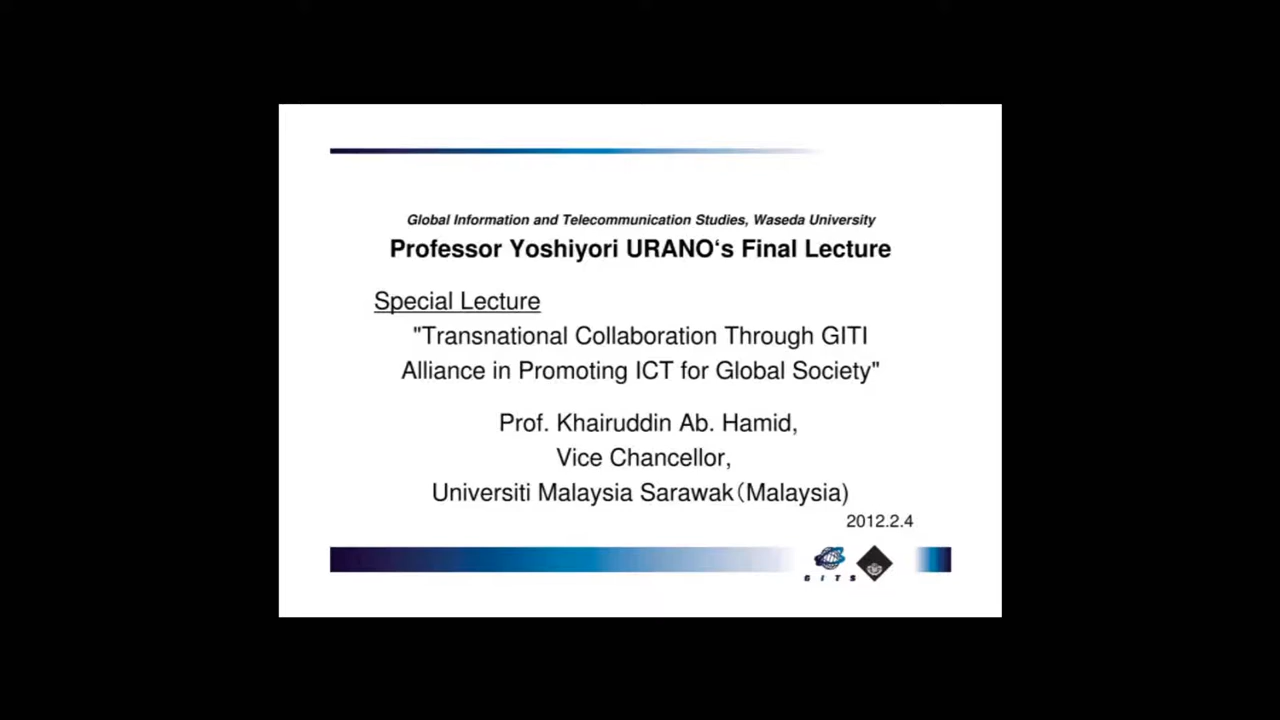 Global Information and Telecommunication Studies, Waseda University
Professor Yoshiyori URANO‘s Final Lecture
Special Lecture
"Transnational Collaboration Through GITI
Alliance in Promoting ICT for Global Society"
Prof. Khairuddin Ab. Hamid,
Vice Chancellor,
Universiti Malaysia Sarawak(Malaysia)
2012.2.4
G I T S